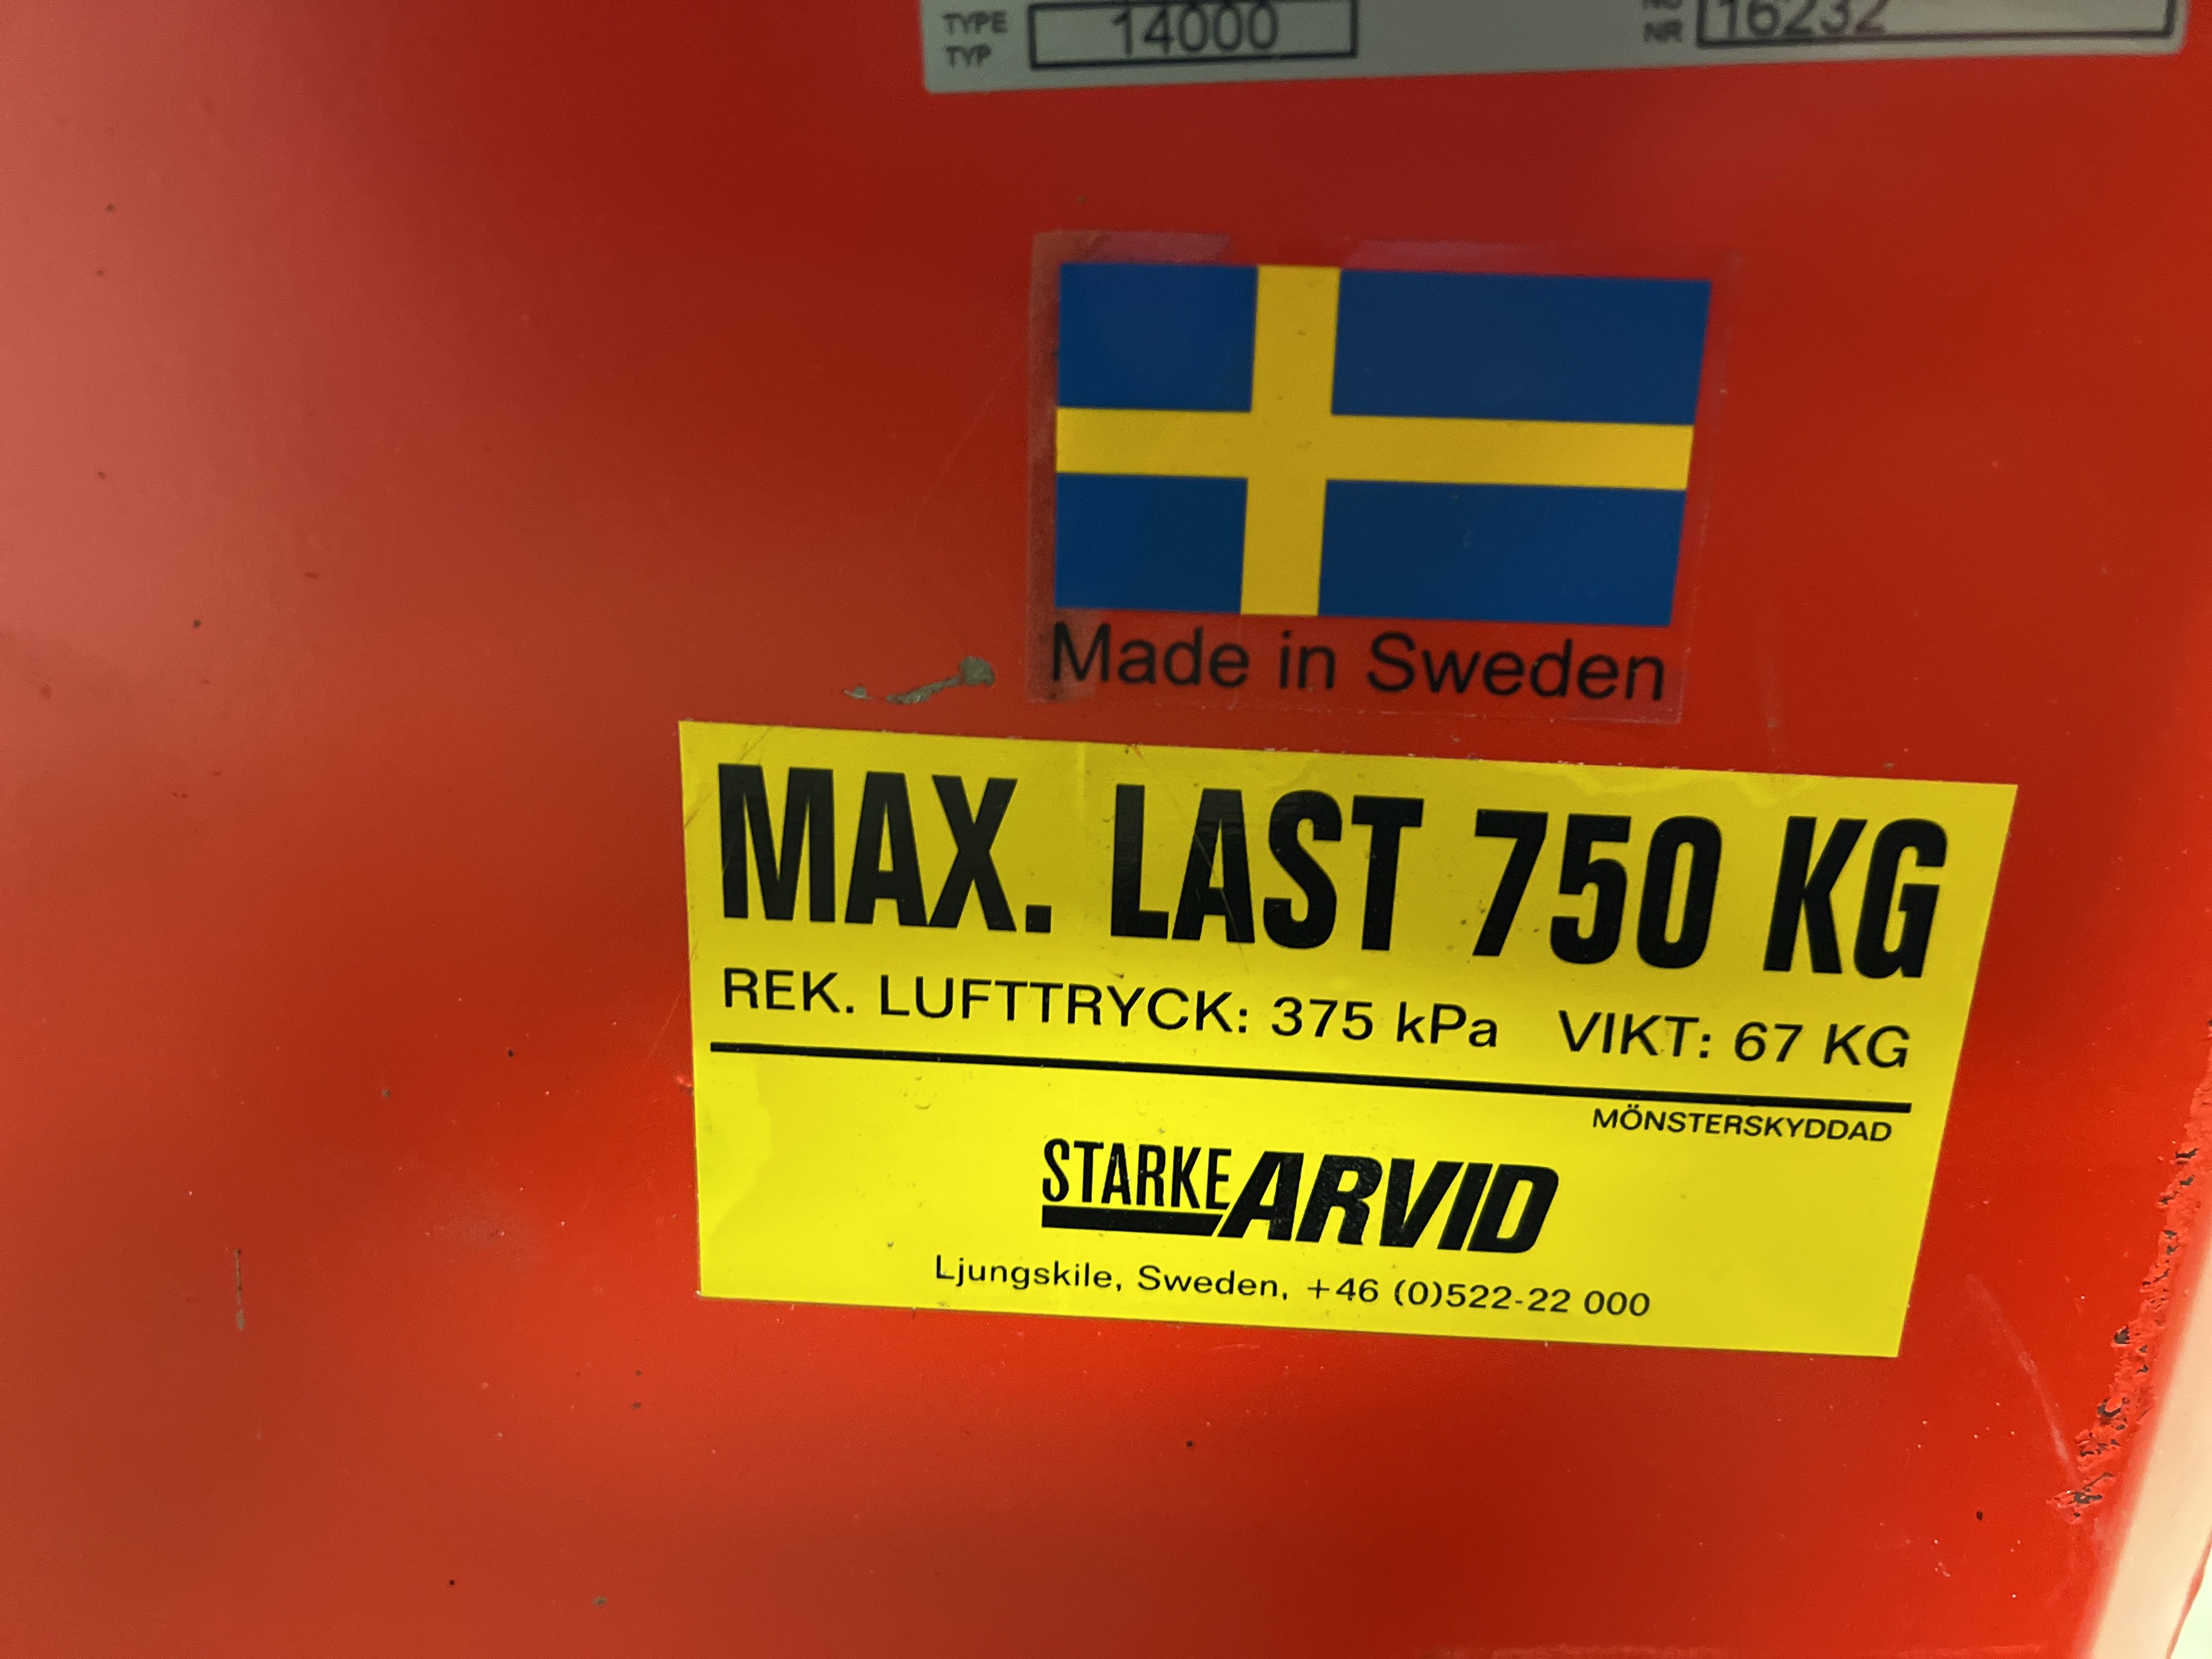 TYPE
TYP
14000
NR
16232
Made in Sweden
MAX. LAST 750 KG
REK. LUFTTRYCK: 375 kPa VIKT: 67 KG
MÖNSTERSKYDDAD
STARKE ARVID
Ljungskile, Sweden, +46 (0)522-22 000